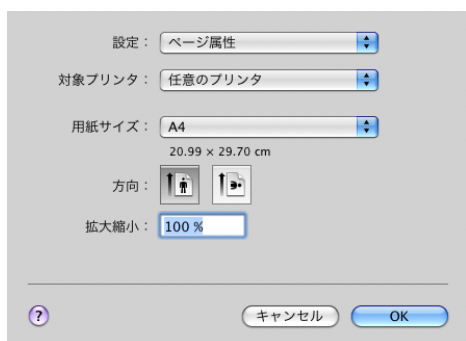 設定： ページ属性
対象プリンタ： 任意のプリンタ
用紙サイズ： A4
20.99 × 29.70 cm
方向：
拡大縮小： 100 %
? キャンセル OK